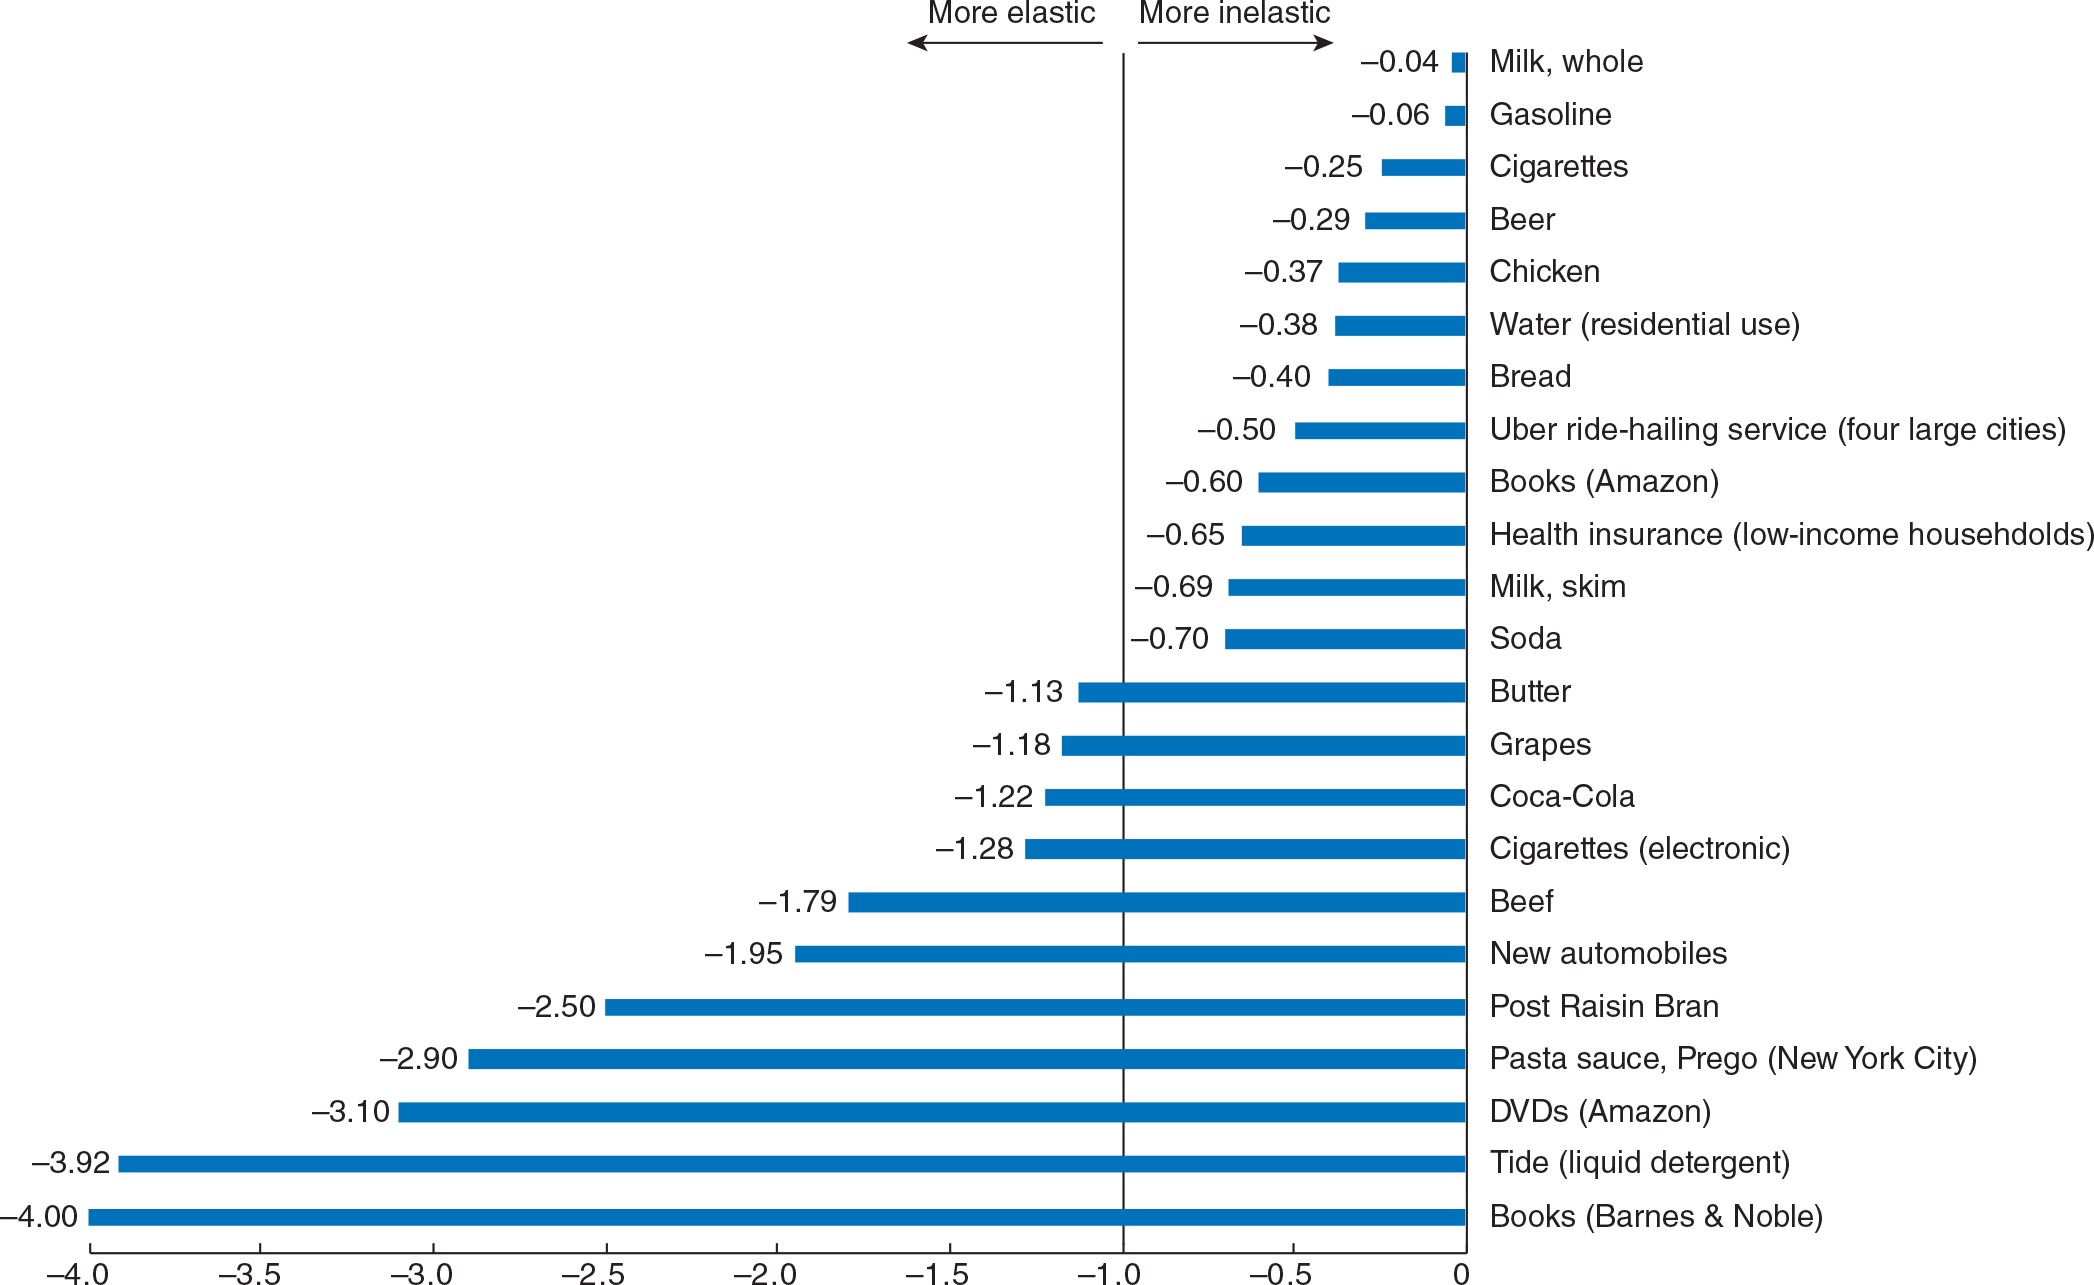 More elastic More inelastic
–0.04 Milk, whole
–0.06 Gasoline
–0.25 Cigarettes
–0.29 Beer
–0.37 Chicken
–0.38 Water (residential use)
–0.40 Bread
–0.50 Uber ride-hailing service (four large cities)
–0.60 Books (Amazon)
–0.65 Health insurance (low-income househdolds)
–0.69 Milk, skim
–0.70 Soda
–1.13 Butter
–1.18 Grapes
–1.22 Coca-Cola
–1.28 Cigarettes (electronic)
–1.79 Beef
–1.95 New automobiles
–2.50 Post Raisin Bran
–2.90 Pasta sauce, Prego (New York City)
–3.10 DVDs (Amazon)
–3.92 Tide (liquid detergent)
–4.00 Books (Barnes & Noble)
–4.0 –3.5 –3.0 –2.5 –2.0 –1.5 –1.0 –0.5 0